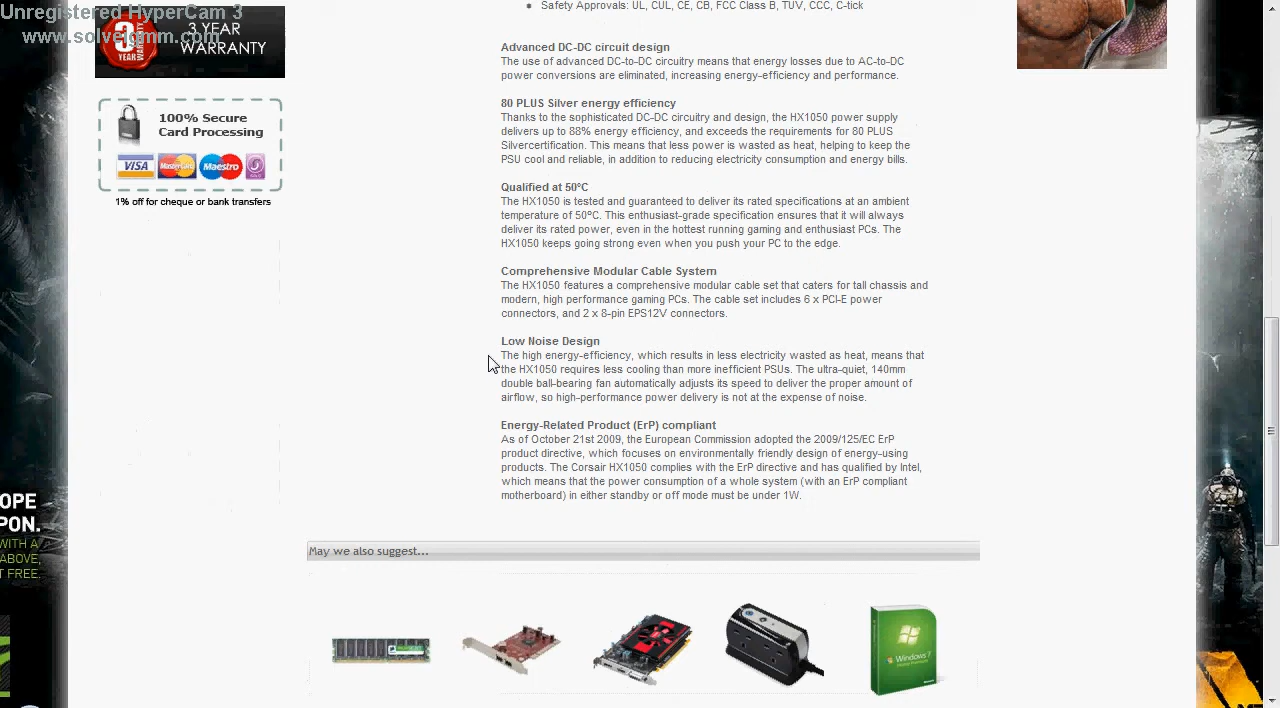 Unregistered HyperCam 3
www.solveigmm.com
3
YEAR
WARRANTY
3 YEAR
WARRANTY
100% Secure
Card Processing
VISA
MasterCard
Maestro
1% off for cheque or bank transfers
Safety Approvals: UL, CUL, CE, CB, FCC Class B, TUV, CCC, C-tick
Advanced DC-DC circuit design
The use of advanced DC-to-DC circuitry means that energy losses due to AC-to-DC
power conversions are eliminated, increasing energy-efficiency and performance.
80 PLUS Silver energy efficiency
Thanks to the sophisticated DC-DC circuitry and design, the HX1050 power supply
delivers up to 88% energy efficiency, and exceeds the requirements for 80 PLUS
Silvercertification. This means that less power is wasted as heat, helping to keep the
PSU cool and reliable, in addition to reducing electricity consumption and energy bills.
Qualified at 50°C
The HX1050 is tested and guaranteed to deliver its rated specifications at an ambient
temperature of 50°C. This enthusiast-grade specification ensures that it will always
deliver its rated power, even in the hottest running gaming and enthusiast PCs. The
HX1050 keeps going strong even when you push your PC to the edge.
Comprehensive Modular Cable System
The HX1050 features a comprehensive modular cable set that caters for tall chassis and
modern, high performance gaming PCs. The cable set includes 6 x PCI-E power
connectors, and 2 x 8-pin EPS12V connectors.
Low Noise Design
The high energy-efficiency, which results in less electricity wasted as heat, means that
the HX1050 requires less cooling than more inefficient PSUs. The ultra-quiet, 140mm
double ball-bearing fan automatically adjusts its speed to deliver the proper amount of
airflow, so high-performance power delivery is not at the expense of noise.
Energy-Related Product (ErP) compliant
As of October 21st 2009, the European Commission adopted the 2009/125/EC ErP
product directive, which focuses on environmentally friendly design of energy-using
products. The Corsair HX1050 complies with the ErP directive and has qualified by Intel,
which means that the power consumption of a whole system (with an ErP compliant
motherboard) in either standby or off mode must be under 1W.
OPE
PON.
WITH A
ABOVE,
T FREE.
May we also suggest...
Windows 7